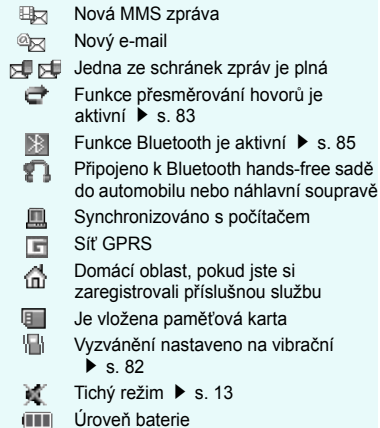 Nová MMS zpráva
Nový e-mail
Jedna ze schránek zpráv je plná
Funkce přesměrování hovorů je
aktivní ▶ s. 83
Funkce Bluetooth je aktivní ▶ s. 85
Připojeno k Bluetooth hands-free sadě
do automobilu nebo náhlavní soupravě
Synchronizováno s počítačem
Síť GPRS
Domácí oblast, pokud jste si
zaregistrovali příslušnou službu
Je vložena paměťová karta
Vyzvánění nastaveno na vibrační
▶ s. 82
Tichý režim ▶ s. 13
Úroveň baterie